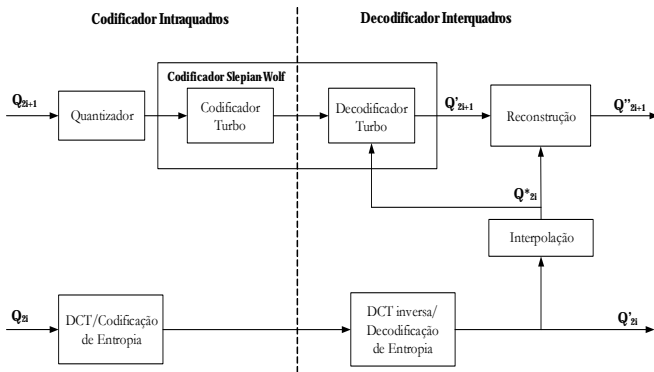 Codificador Intraquadros
Decodificador Interquadros
Codificador Slepian-Wolf
Q2i+1
Quantizador
Codificador
Turbo
Decodificador
Turbo
Q'2i+1
Reconstrução
Q''2i+1
Q*2i
Interpolação
Q2i
DCT/Codificação
de Entropia
DCT inversa/
Decodificação
de Entropia
Q'2i